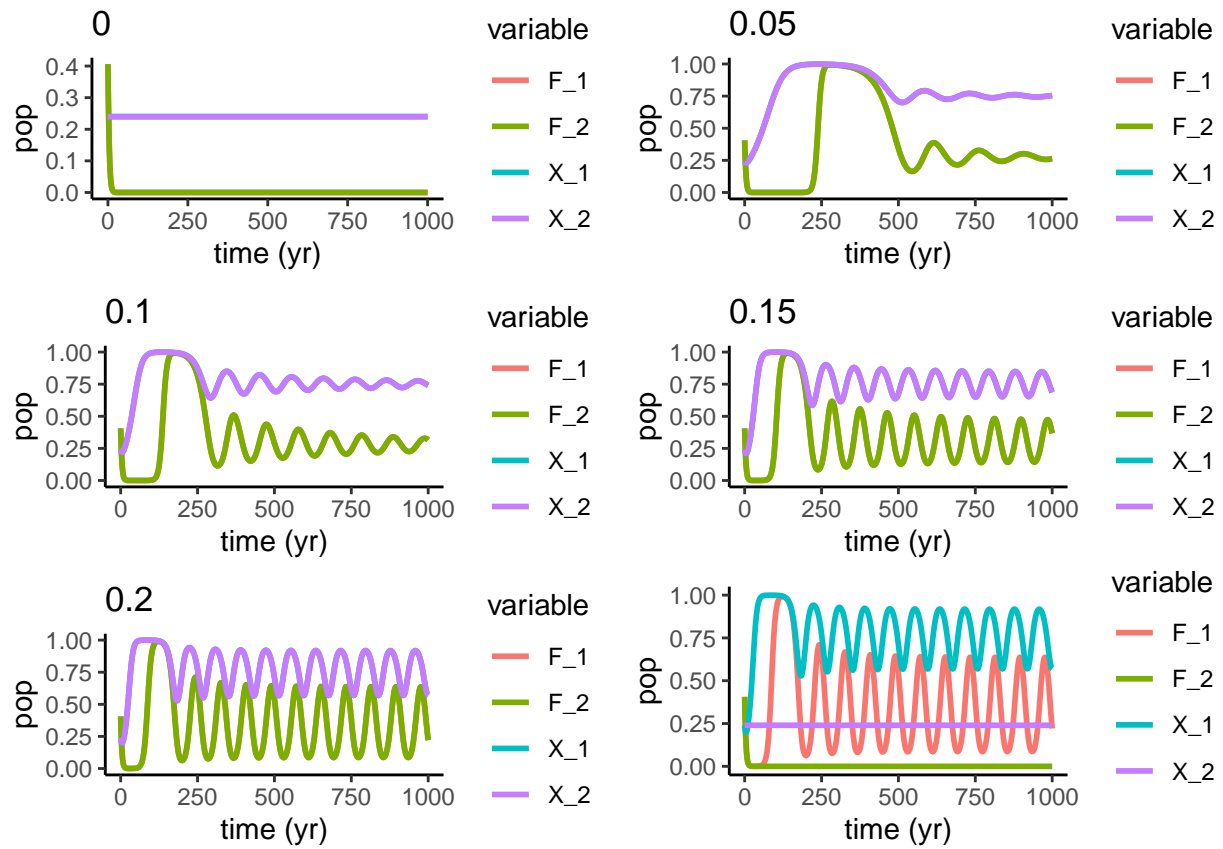 0
pop
0.4
0.3
0.2
0.1
0.0
0 250 500 750 1000
time (yr)
variable
F_1
F_2
X_1
X_2
0.05
pop
1.00
0.75
0.50
0.25
0.00
0 250 500 750 1000
time (yr)
variable
F_1
F_2
X_1
X_2
0.1
pop
1.00
0.75
0.50
0.25
0.00
0 250 500 750 1000
time (yr)
variable
F_1
F_2
X_1
X_2
0.15
pop
1.00
0.75
0.50
0.25
0.00
0 250 500 750 1000
time (yr)
variable
F_1
F_2
X_1
X_2
0.2
pop
1.00
0.75
0.50
0.25
0.00
0 250 500 750 1000
time (yr)
variable
F_1
F_2
X_1
X_2
pop
1.00
0.75
0.50
0.25
0.00
0 250 500 750 1000
time (yr)
variable
F_1
F_2
X_1
X_2